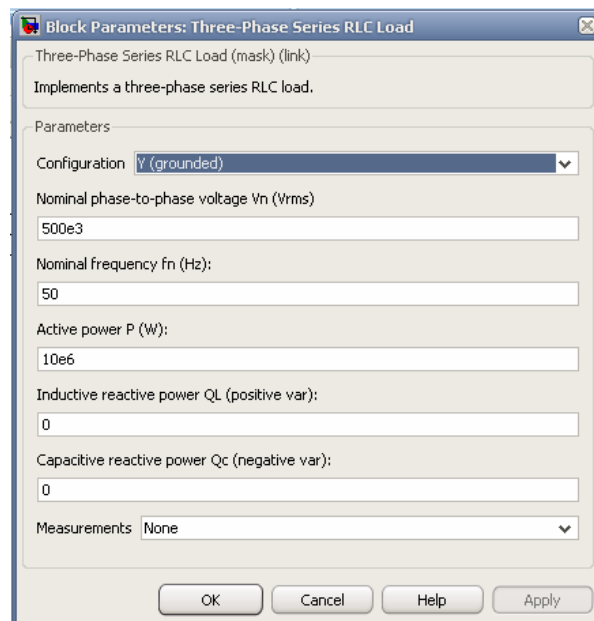 Block Parameters: Three-Phase Series RLC Load
Three-Phase Series RLC Load (mask) (link)
Implements a three-phase series RLC load.
Parameters
Configuration Y (grounded)
Nominal phase-to-phase voltage Vn (Vrms)
500e3
Nominal frequency fn (Hz):
50
Active power P (W):
10e6
Inductive reactive power QL (positive var):
0
Capacitive reactive power Qc (negative var):
0
Measurements None
OK Cancel Help Apply